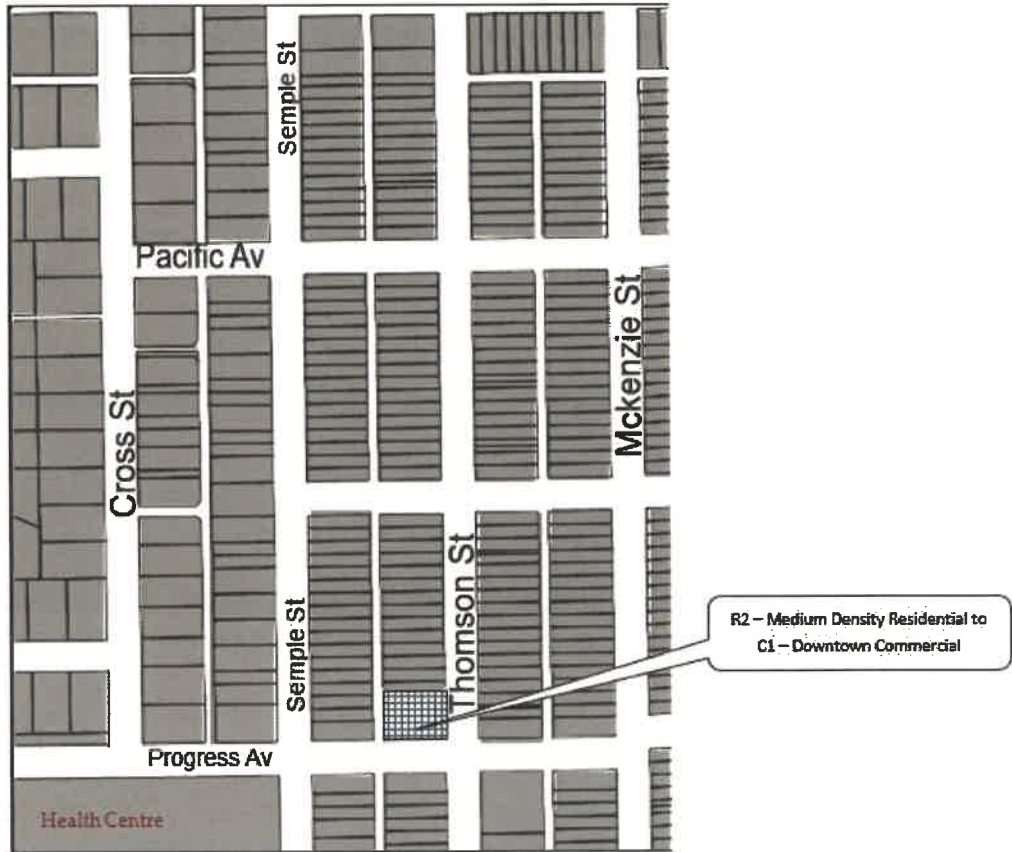 Semple St
Pacific Av
Mckenzie St
Cross St
Thomson St
Semple St
R2 – Medium Density Residential to
C1 – Downtown Commercial
Progress Av
Health Centre